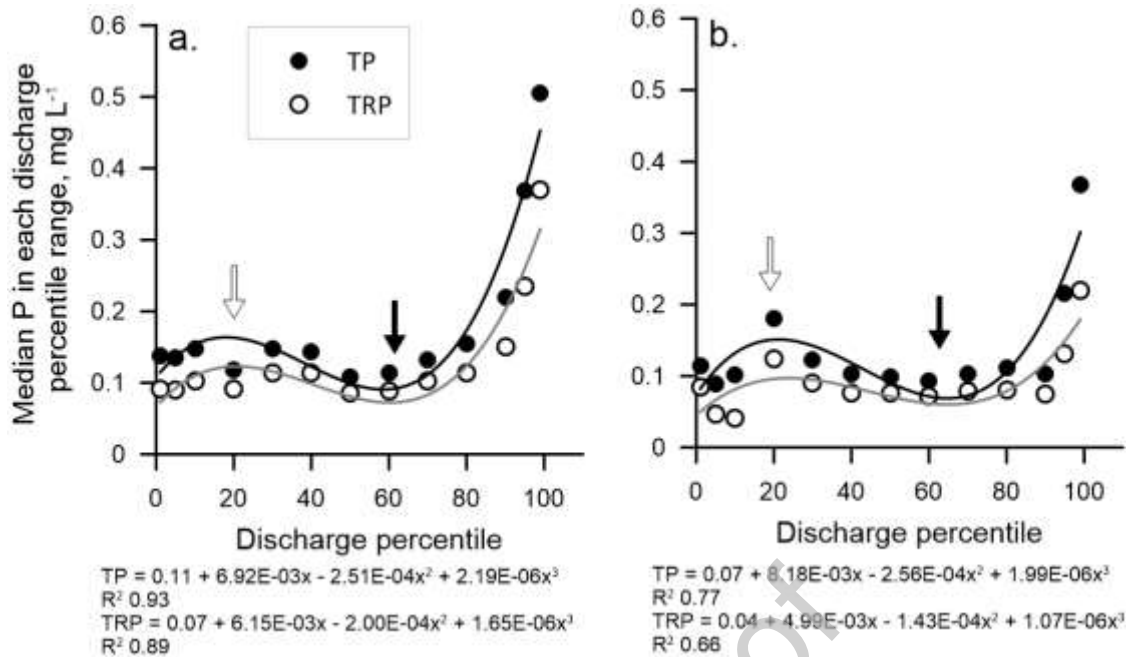 a.
TP
TRP
Median P in each discharge
percentile range, mg L⁻¹
0.6
0.5
0.4
0.3
0.2
0.1
0
0 20 40 60 80 100
Discharge percentile
TP = 0.11 + 6.92E-03x - 2.51E-04x² + 2.19E-06x³
R² 0.93
TRP = 0.07 + 6.15E-03x - 2.00E-04x² + 1.65E-06x³
R² 0.89
b.
0.6
0.5
0.4
0.3
0.2
0.1
0
0 20 40 60 80 100
Discharge percentile
TP = 0.07 + 8.18E-03x - 2.56E-04x² + 1.99E-06x³
R² 0.77
TRP = 0.04 + 4.99E-03x - 1.43E-04x² + 1.07E-06x³
R² 0.66